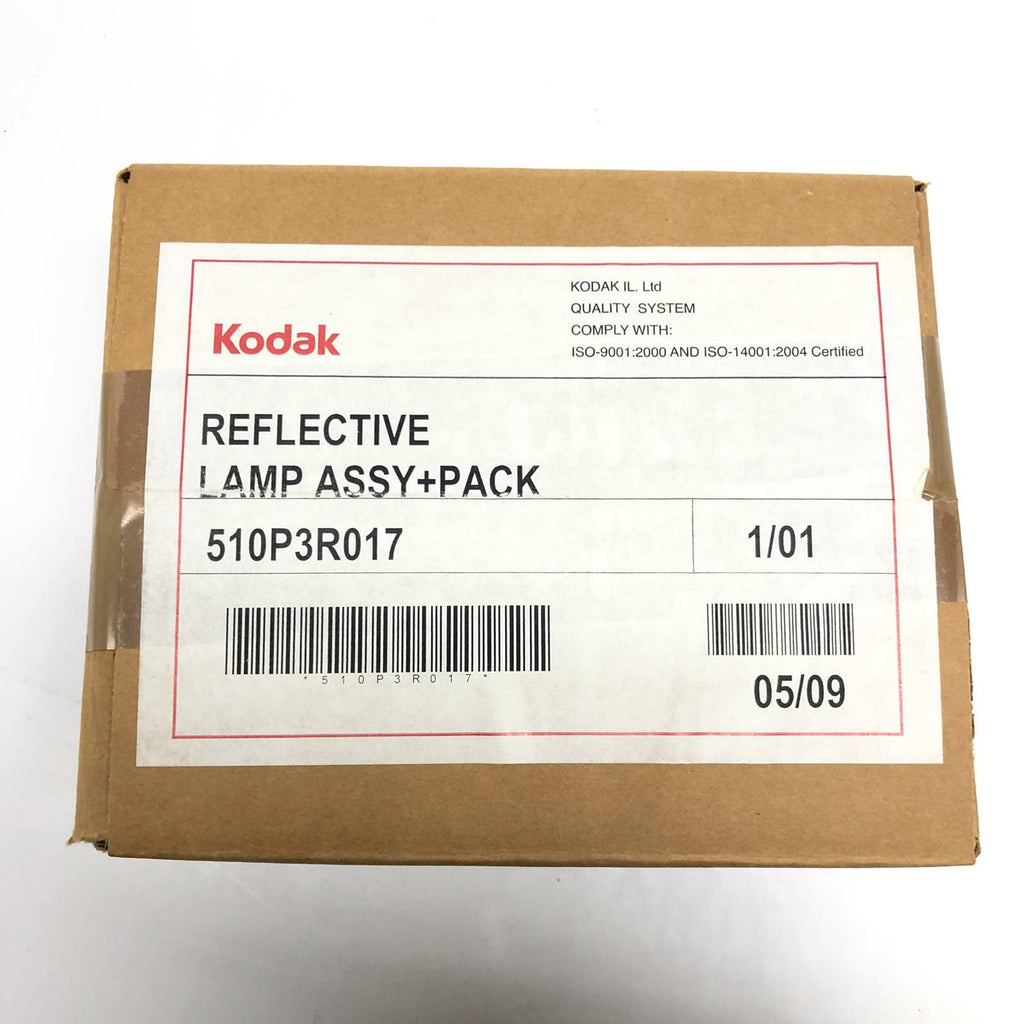 Kodak
KODAK IL. Ltd
QUALITY SYSTEM
COMPLY WITH:
ISO-9001:2000 AND ISO-14001:2004 Certified
REFLECTIVE
LAMP ASSY+PACK
510P3R017
1/01
*510P3R017*
05/09